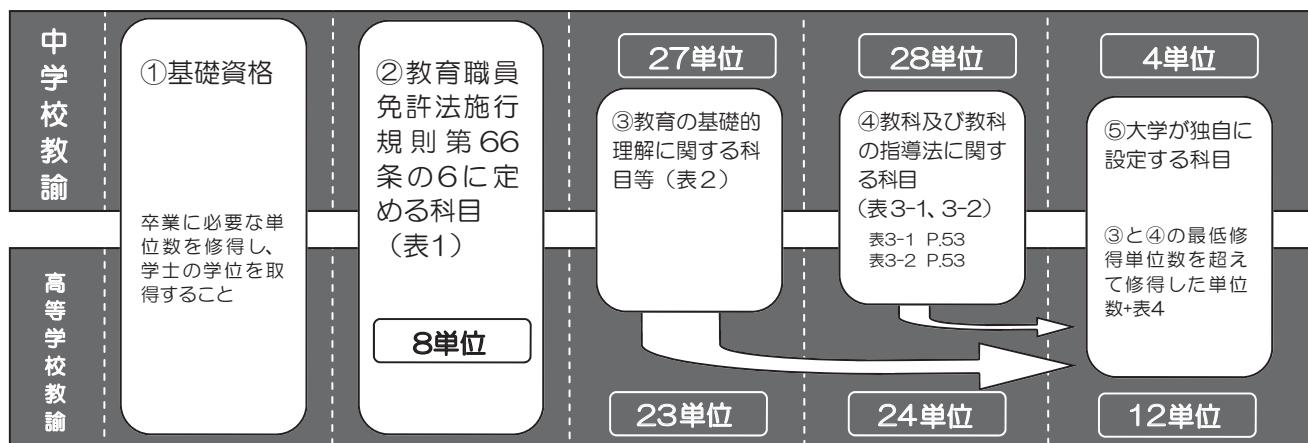 中学校教諭
①基礎資格
卒業に必要な単
位数を修得し、
学士の学位を取
得すること
②教育職員
免許法施行
規則第66
条の6に定
める科目
（表1）
8単位
27単位
③教育の基礎的
理解に関する科
目等（表2）
23単位
28単位
④教科及び教科
の指導法に関す
る科目
（表3-1、3-2）
表3-1 P.53
表3-2 P.53
24単位
4単位
⑤大学が独自に
設定する科目
③と④の最低修
得単位数を超え
て修得した単位
数+表4
12単位
高等学校教諭